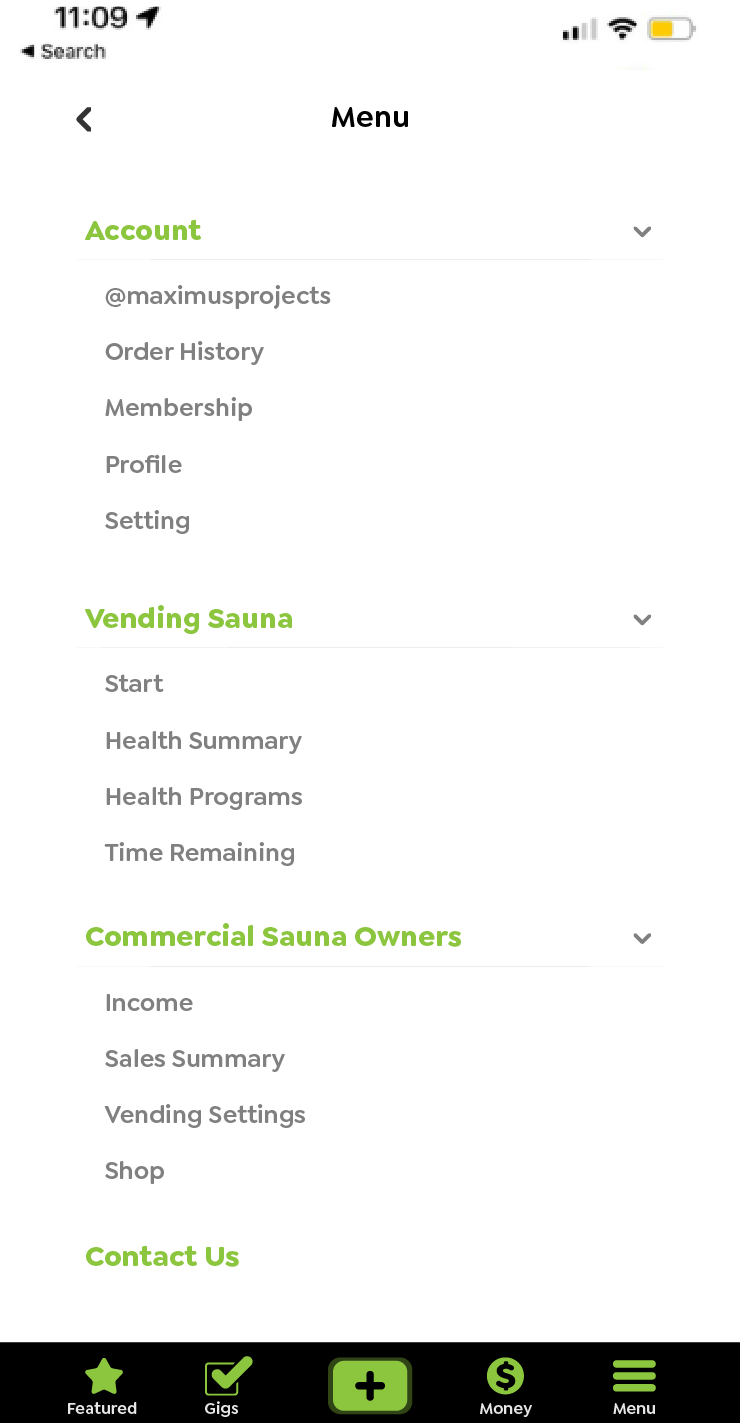 11:09
Search
Menu
Account
@maximusprojects
Order History
Membership
Profile
Setting
Vending Sauna
Start
Health Summary
Health Programs
Time Remaining
Commercial Sauna Owners
Income
Sales Summary
Vending Settings
Shop
Contact Us
Featured Gigs Money Menu